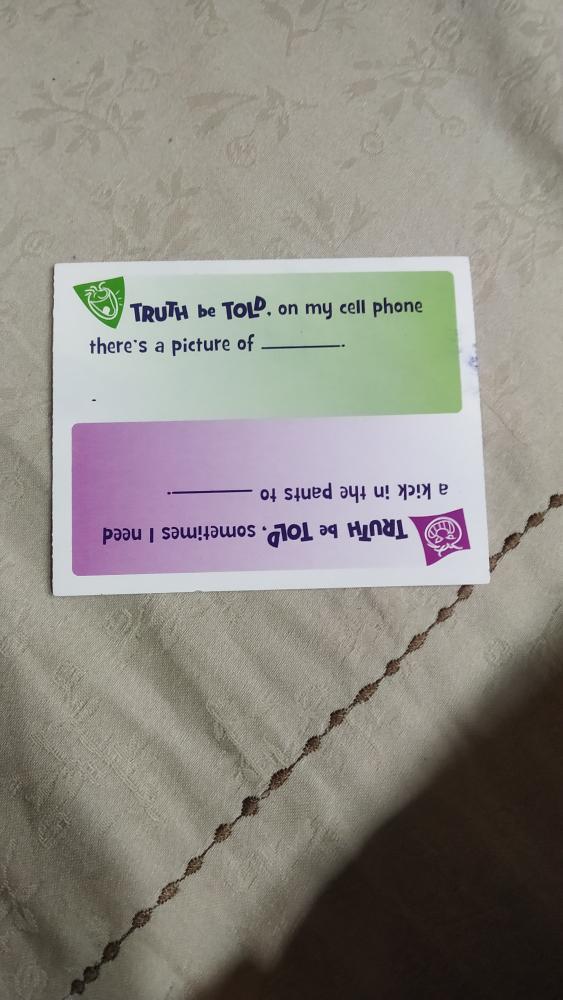 TRUTH be TOLD, on my cell phone
there's a picture of ________.
TRUTH be TOLD, sometimes I need
a kick in the pants to ________.